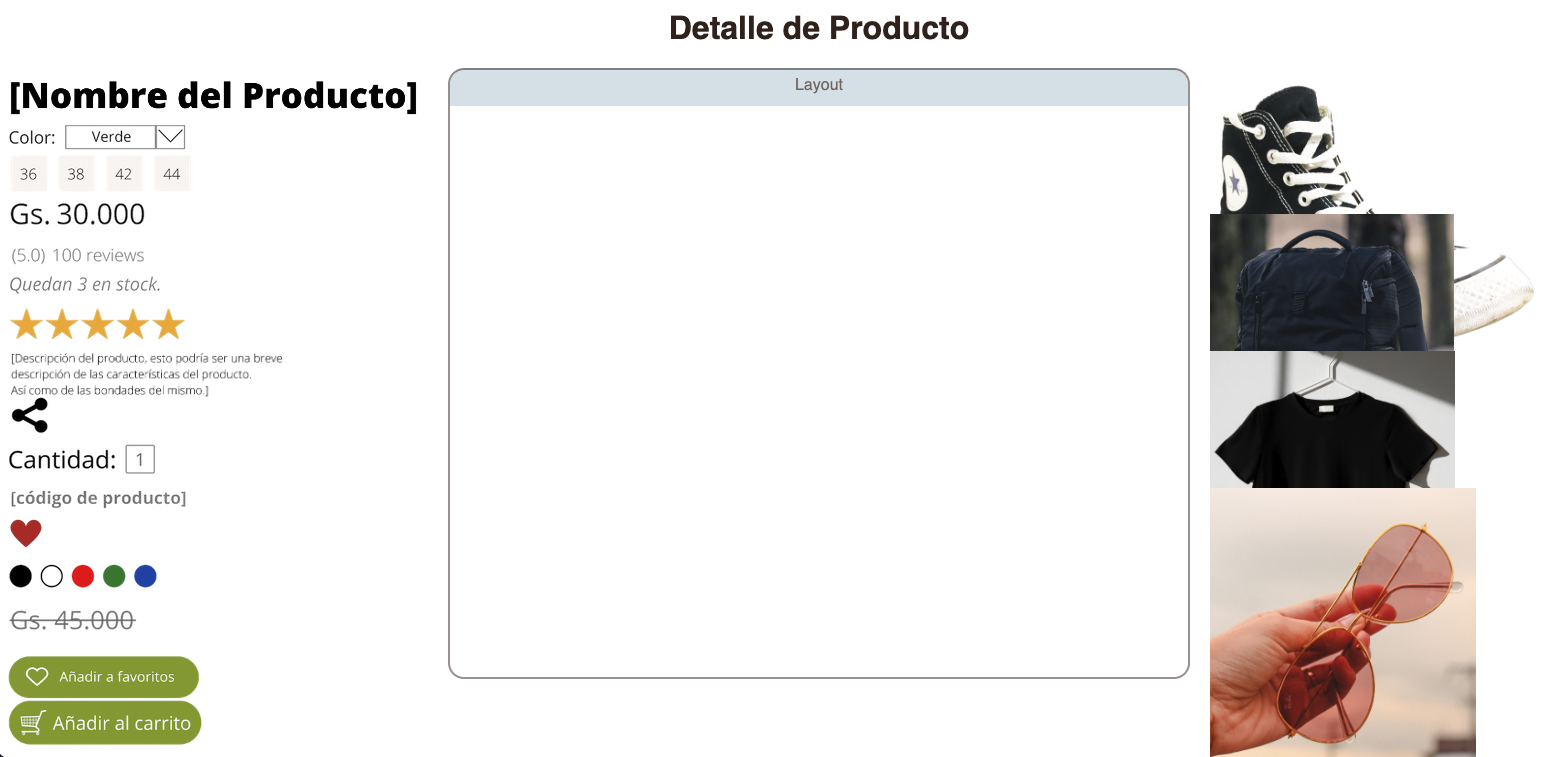 Detalle de Producto
[Nombre del Producto]
Color: Verde
36 38 42 44
Gs. 30.000
(5.0) 100 reviews
Quedan 3 en stock.
[Descripción del producto, esto podría ser una breve
descripción de las características del producto.
Así como de las bondades del mismo.]
Cantidad: 1
[código de producto]
Gs. 45.000
Añadir a favoritos
Añadir al carrito
Layout